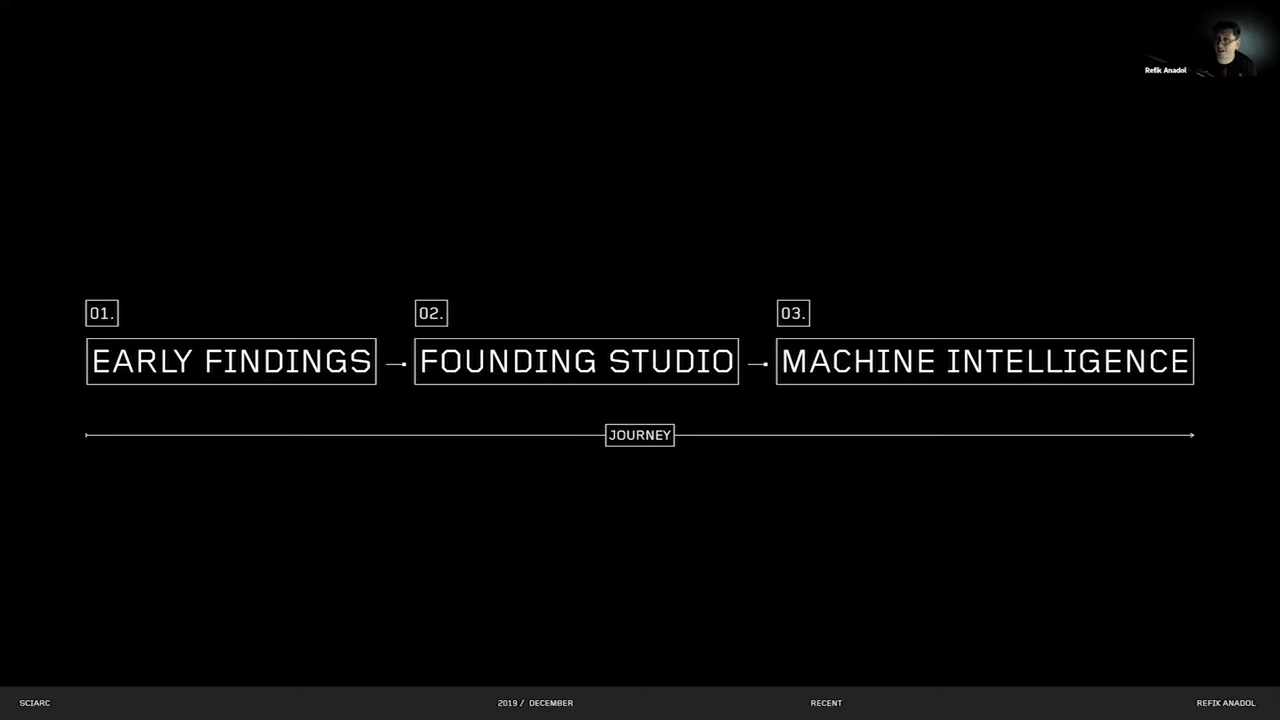 Refik Anadol
01.
02.
03.
EARLY FINDINGS
FOUNDING STUDIO
MACHINE INTELLIGENCE
JOURNEY
SCIARC
2019 / DECEMBER
RECENT
REFIK ANADOL